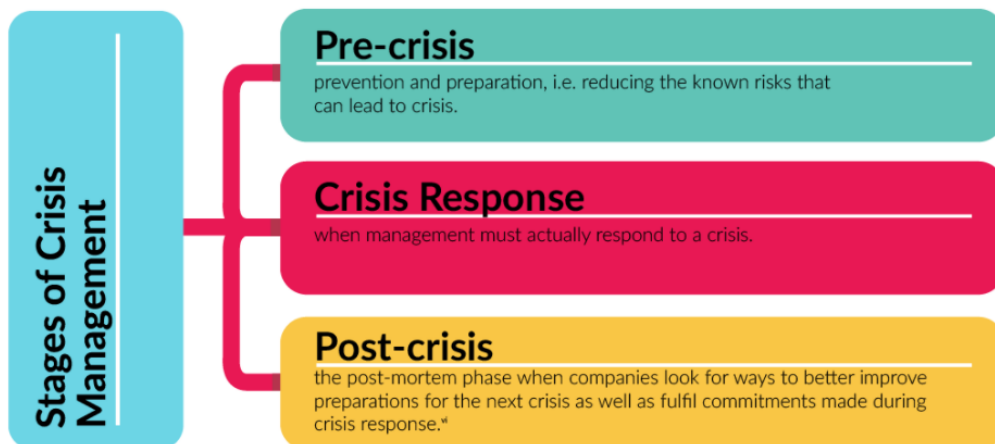 Stages of Crisis
Management
Pre-crisis
prevention and preparation, i.e. reducing the known risks that
can lead to crisis.
Crisis Response
when management must actually respond to a crisis.
Post-crisis
the post-mortem phase when companies look for ways to better improve
preparations for the next crisis as well as fulfil commitments made during
crisis response.ᵛⁱ